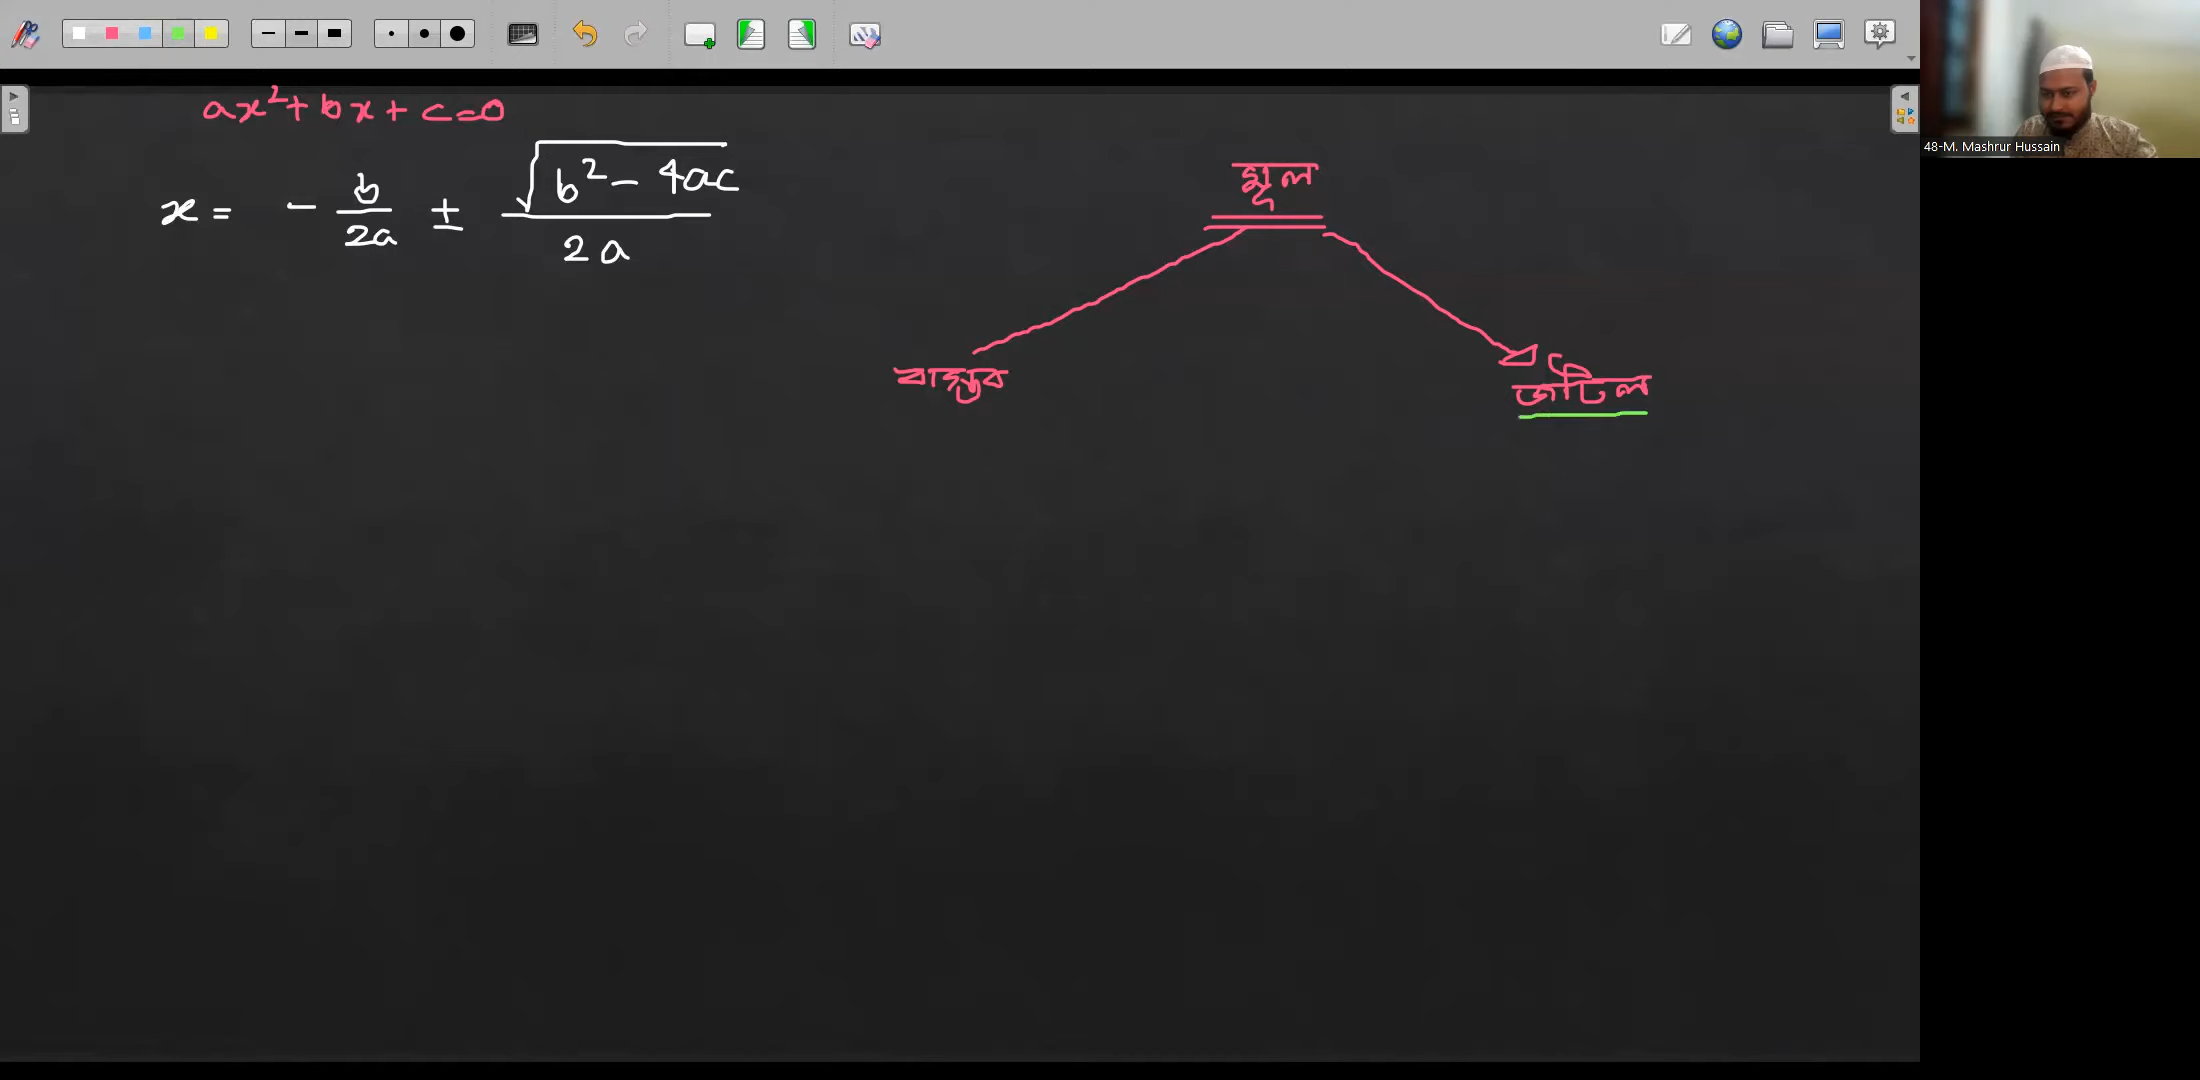 ax² + bx + c = 0
x = - b/2a ± √(b² - 4ac)/2a
মূল
বাস্তব
জটিল
48-M. Mashrur Hussain